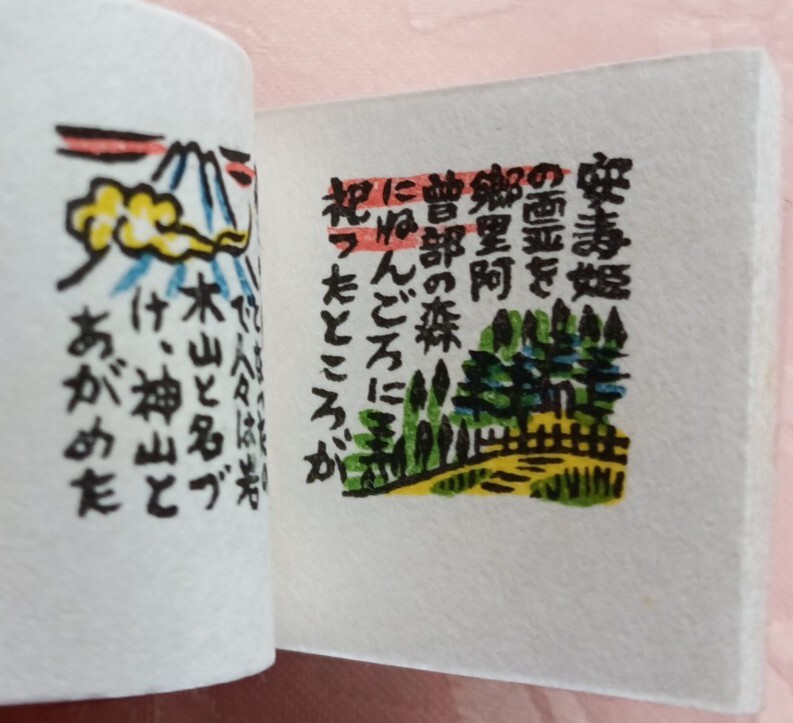 安壽姫
の霊を
郷里阿
曽部の森
にねんごろに
祝ったところが
で人々は岩
木山と名づ
け、神山と
あがめた